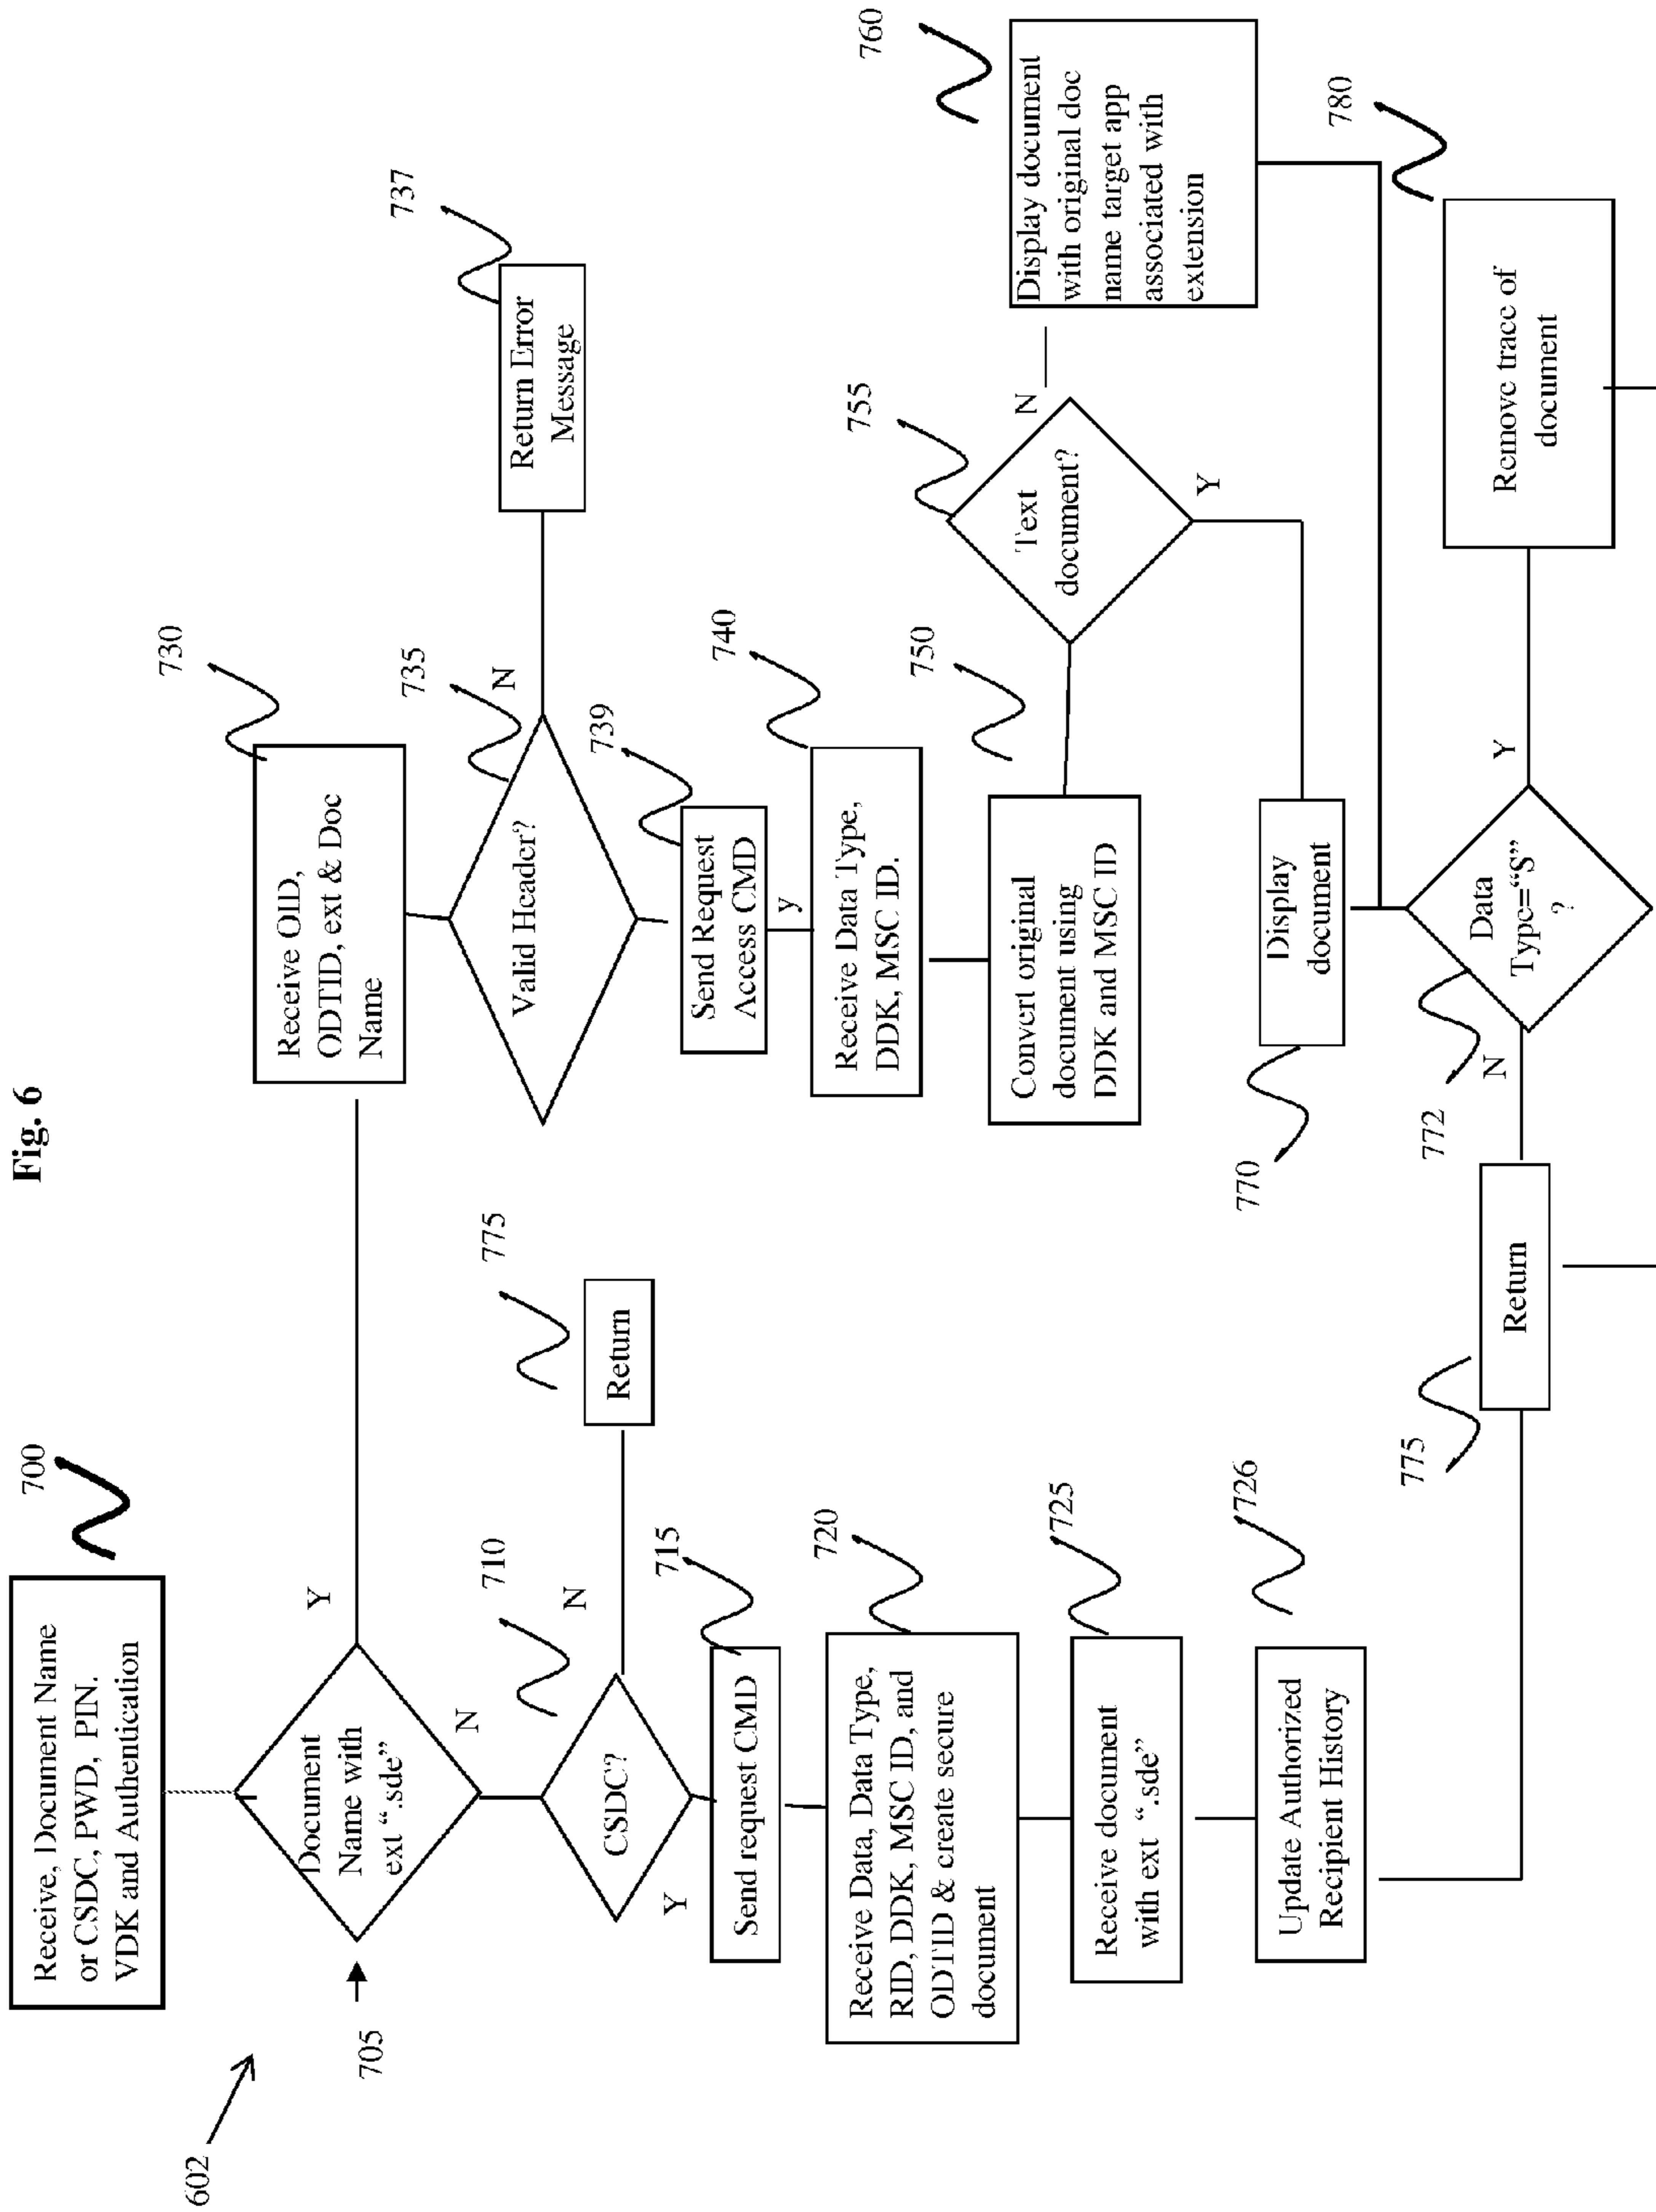 Fig. 6
602
700
Receive, Document Name
or CSDC, PWD, PIN.
VDK and Authentication
705
Document
Name with
ext “.sde”
Y
N
710
CSDC?
N
Y
775
Return
715
Send request CMD
720
Receive Data, Data Type,
RID, DDK, MSC ID, and
ODTID & create secure
document
725
Receive document
with ext “.sde”
726
Update Authorized
Recipient History
730
Receive OID,
ODTID, ext & Doc
Name
735
Valid Header?
N
737
Return Error
Message
739
Send Request
Access CMD
y
740
Receive Data Type,
DDK, MSC ID.
750
Convert original
document using
DDK and MSC ID
755
Text
document?
N
Y
760
Display document
with original doc
name target app
associated with
extension
770
Display
document
772
Data
Type=“S”
?
N
Y
775
Return
780
Remove trace of
document